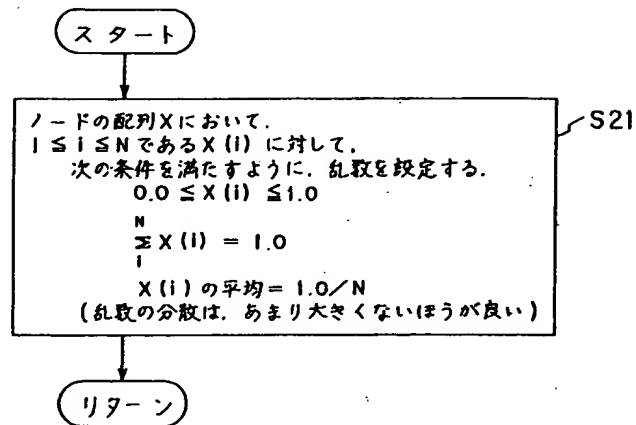 スタート
S21
ノードの配列Xにおいて.
1≦i≦NであるX(i)に対して,
次の条件を満たすように,乱数を設定する.
0.0≦X(i)≦1.0
N
ΣX(i) = 1.0
i
X(i)の平均= 1.0/N
(乱数の分散は,あまり大きくないほうが良い)
リターン